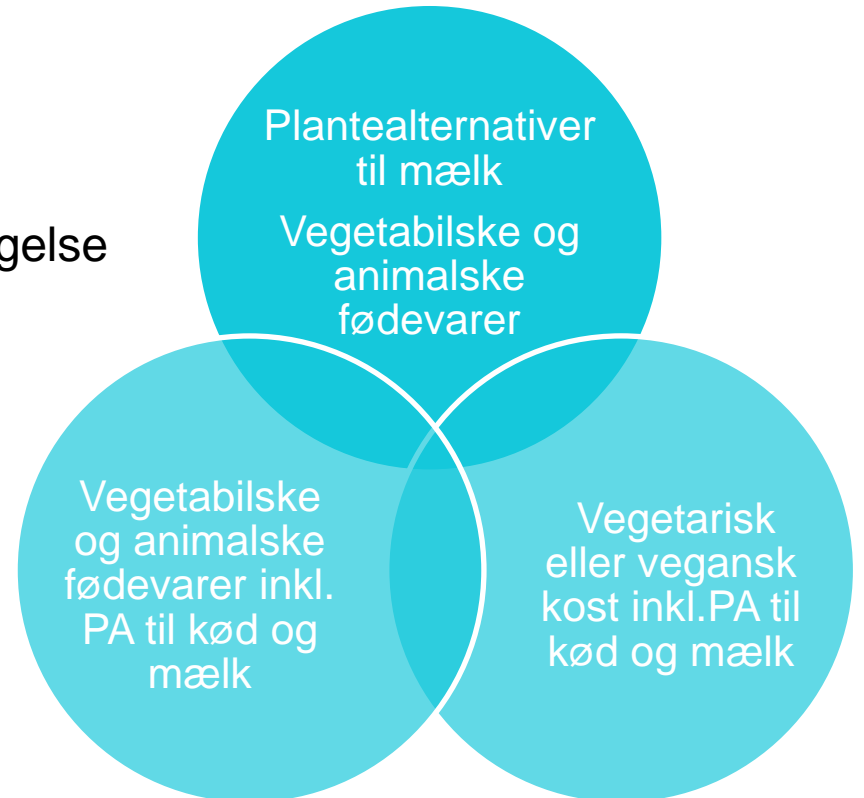 Plantealternativer
til mælk
Vegetabilske og
animalske
fødevarer
gelse
Vegetabilske
og animalske
fødevarer inkl.
PA til kød og
mælk
Vegetarisk
eller vegansk
kost inkl.PA til
kød og mælk